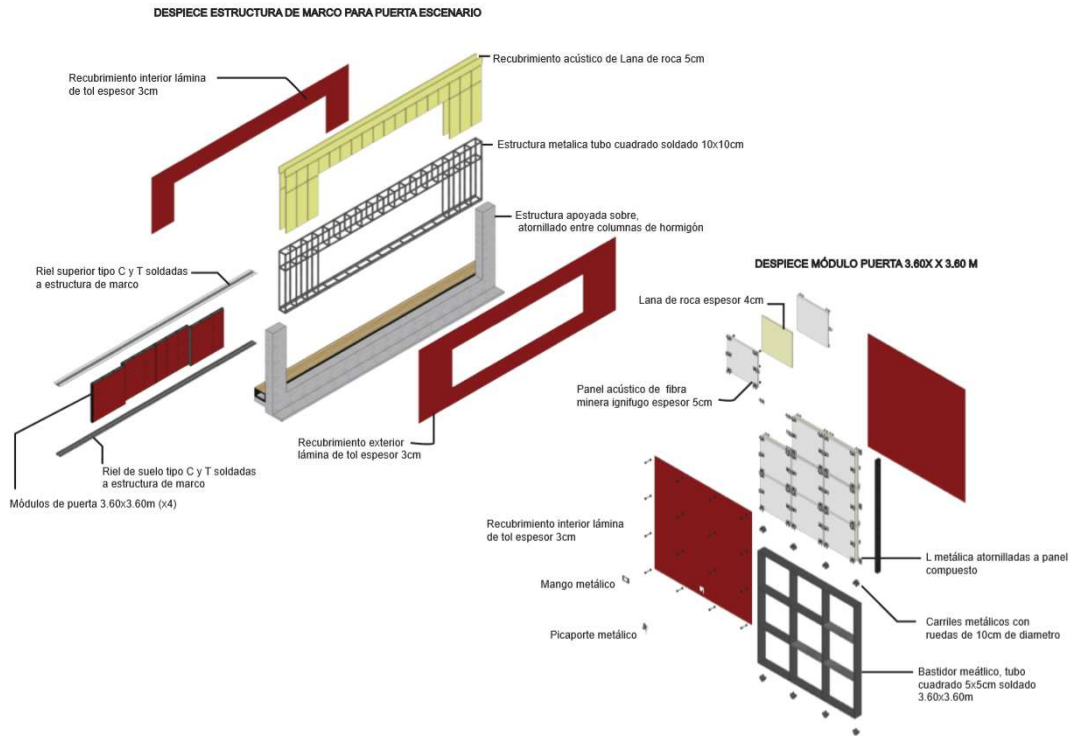 DESPIECE ESTRUCTURA DE MARCO PARA PUERTA ESCENARIO
Recubrimiento acústico de Lana de roca 5cm
Recubrimiento interior lámina
de tol espesor 3cm
Estructura metalica tubo cuadrado soldado 10x10cm
Estructura apoyada sobre,
atornillado entre columnas de hormigón
Riel superior tipo C y T soldadas
a estructura de marco
Recubrimiento exterior
lámina de tol espesor 3cm
Riel de suelo tipo C y T soldadas
a estructura de marco
Módulos de puerta 3.60x3.60m (x4)
DESPIECE MÓDULO PUERTA 3.60X X 3.60 M
Lana de roca espesor 4cm
Panel acústico de fibra
minera ignifugo espesor 5cm
Recubrimiento interior lámina
de tol espesor 3cm
Mango metálico
Picaporte metálico
L metálica atornilladas a panel
compuesto
Carriles metálicos con
ruedas de 10cm de diametro
Bastidor meátlico, tubo
cuadrado 5x5cm soldado
3.60x3.60m